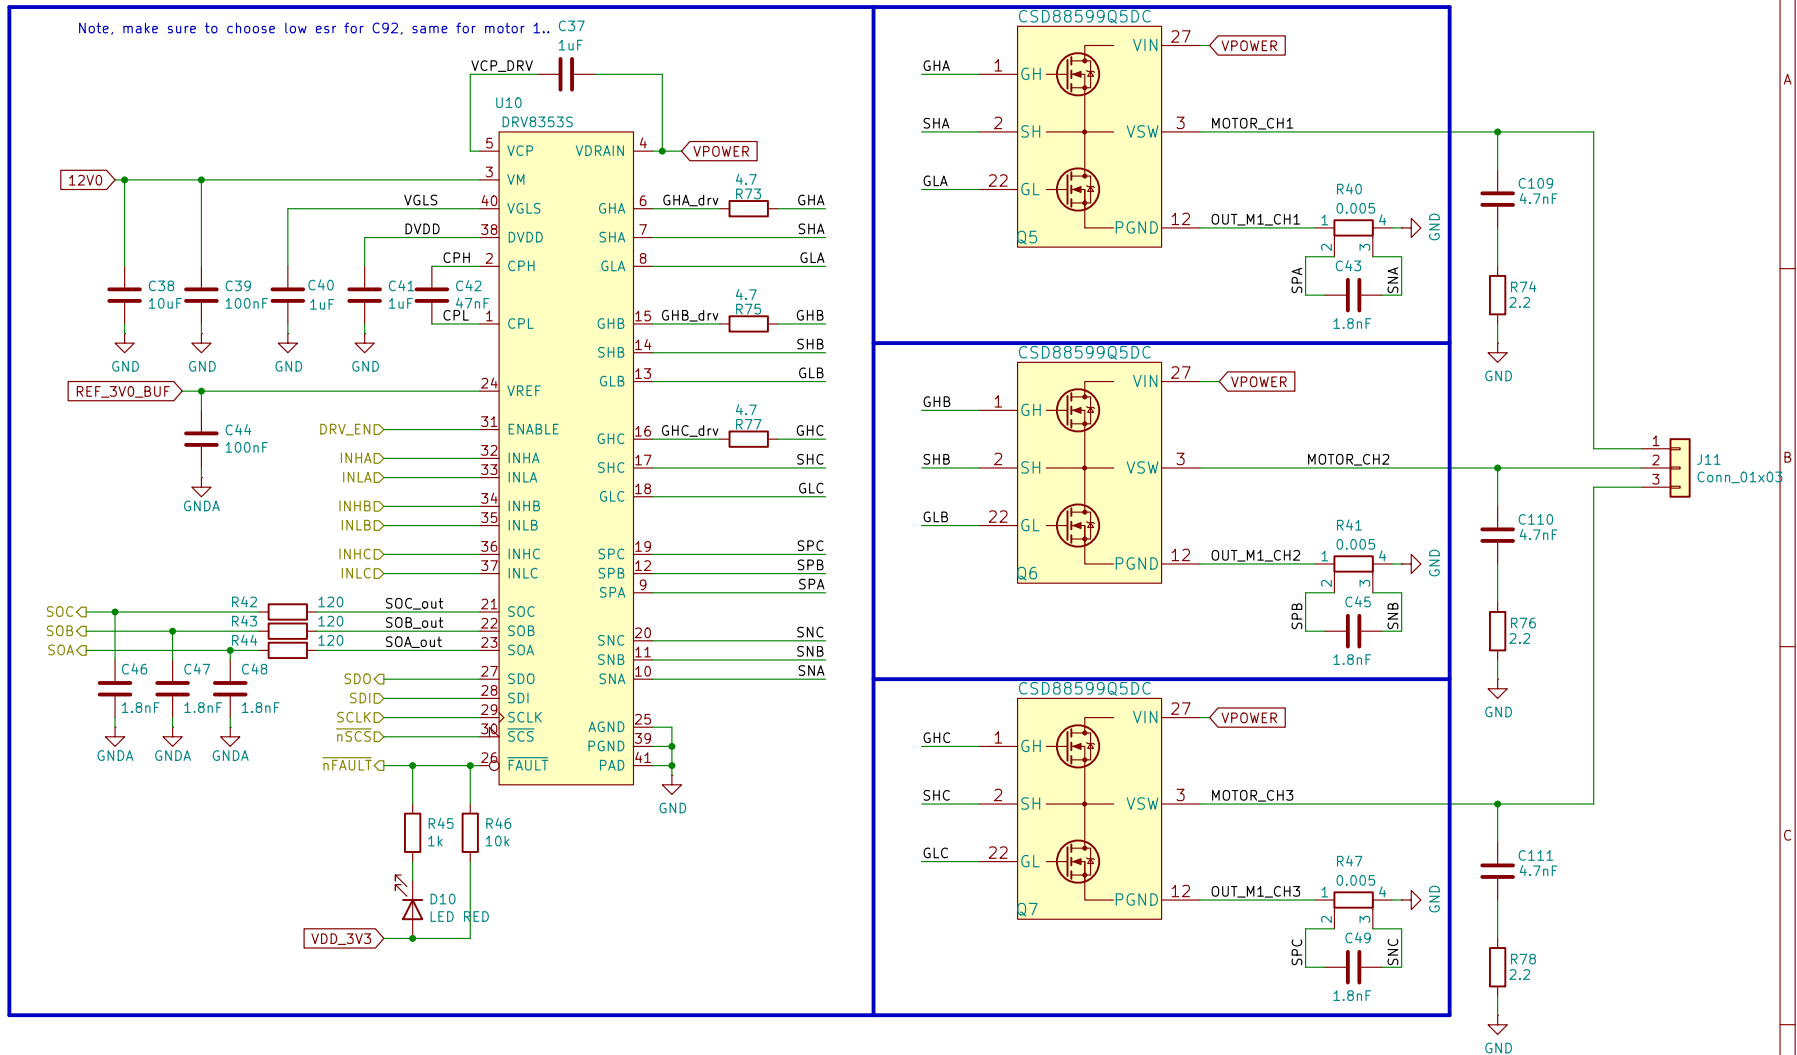 Note, make sure to choose low esr for C92, same for motor 1..
C37
1uF
VCP_DRV
U10
DRV8353S
5 VCP
VDRAIN 4
VPOWER
12V0
3 VM
VGLS
40 VGLS
DVDD
38 DVDD
CPH
2 CPH
CPL
1 CPL
C38
10uF
GND
C39
100nF
GND
C40
1uF
GND
C41
1uF
GND
C42
47nF
REF_3V0_BUF
24 VREF
C44
100nF
GNDA
DRV_EN
31 ENABLE
INHA
32 INHA
INLA
33 INLA
INHB
34 INHB
INLB
35 INLB
INHC
36 INHC
INLC
37 INLC
SOC
R42
120
SOC_out
21 SOC
SOB
R43
120
SOB_out
22 SOB
SOA
R44
120
SOA_out
23 SOA
C46
1.8nF
GNDA
C47
1.8nF
GNDA
C48
1.8nF
GNDA
SDO
27 SDO
SDI
28 SDI
SCLK
29 SCLK
nSCS
30 SCS
nFAULT
26 FAULT
R45
1k
R46
10k
D10
LED RED
VDD_3V3
GHA 6
GHA_drv
4.7
R73
GHA
SHA 7
SHA
GLA 8
GLA
GHB 15
GHB_drv
4.7
R75
GHB
SHB 14
SHB
GLB 13
GLB
GHC 16
GHC_drv
4.7
R77
GHC
SHC 17
SHC
GLC 18
GLC
SPC 19
SPC
SPB 12
SPB
SPA 9
SPA
SNC 20
SNC
SNB 11
SNB
SNA 10
SNA
AGND 25
PGND 39
PAD 41
GND
CSD88599Q5DC
VIN 27
VPOWER
GHA
1 GH
SHA
2 SH
VSW 3
MOTOR_CH1
GLA
22 GL
PGND 12
OUT_M1_CH1
Q5
R40
0.005
1 4
2 3
GND
SPA
C43
SNA
1.8nF
C109
4.7nF
R74
2.2
GND
CSD88599Q5DC
VIN 27
VPOWER
GHB
1 GH
SHB
2 SH
VSW 3
MOTOR_CH2
GLB
22 GL
PGND 12
OUT_M1_CH2
Q6
R41
0.005
1 4
2 3
GND
SPB
C45
SNB
1.8nF
C110
4.7nF
R76
2.2
GND
CSD88599Q5DC
VIN 27
VPOWER
GHC
1 GH
SHC
2 SH
VSW 3
MOTOR_CH3
GLC
22 GL
PGND 12
OUT_M1_CH3
Q7
R47
0.005
1 4
2 3
GND
SPC
C49
SNC
1.8nF
C111
4.7nF
R78
2.2
GND
1
2
3
J11
Conn_01x03
A
B
C